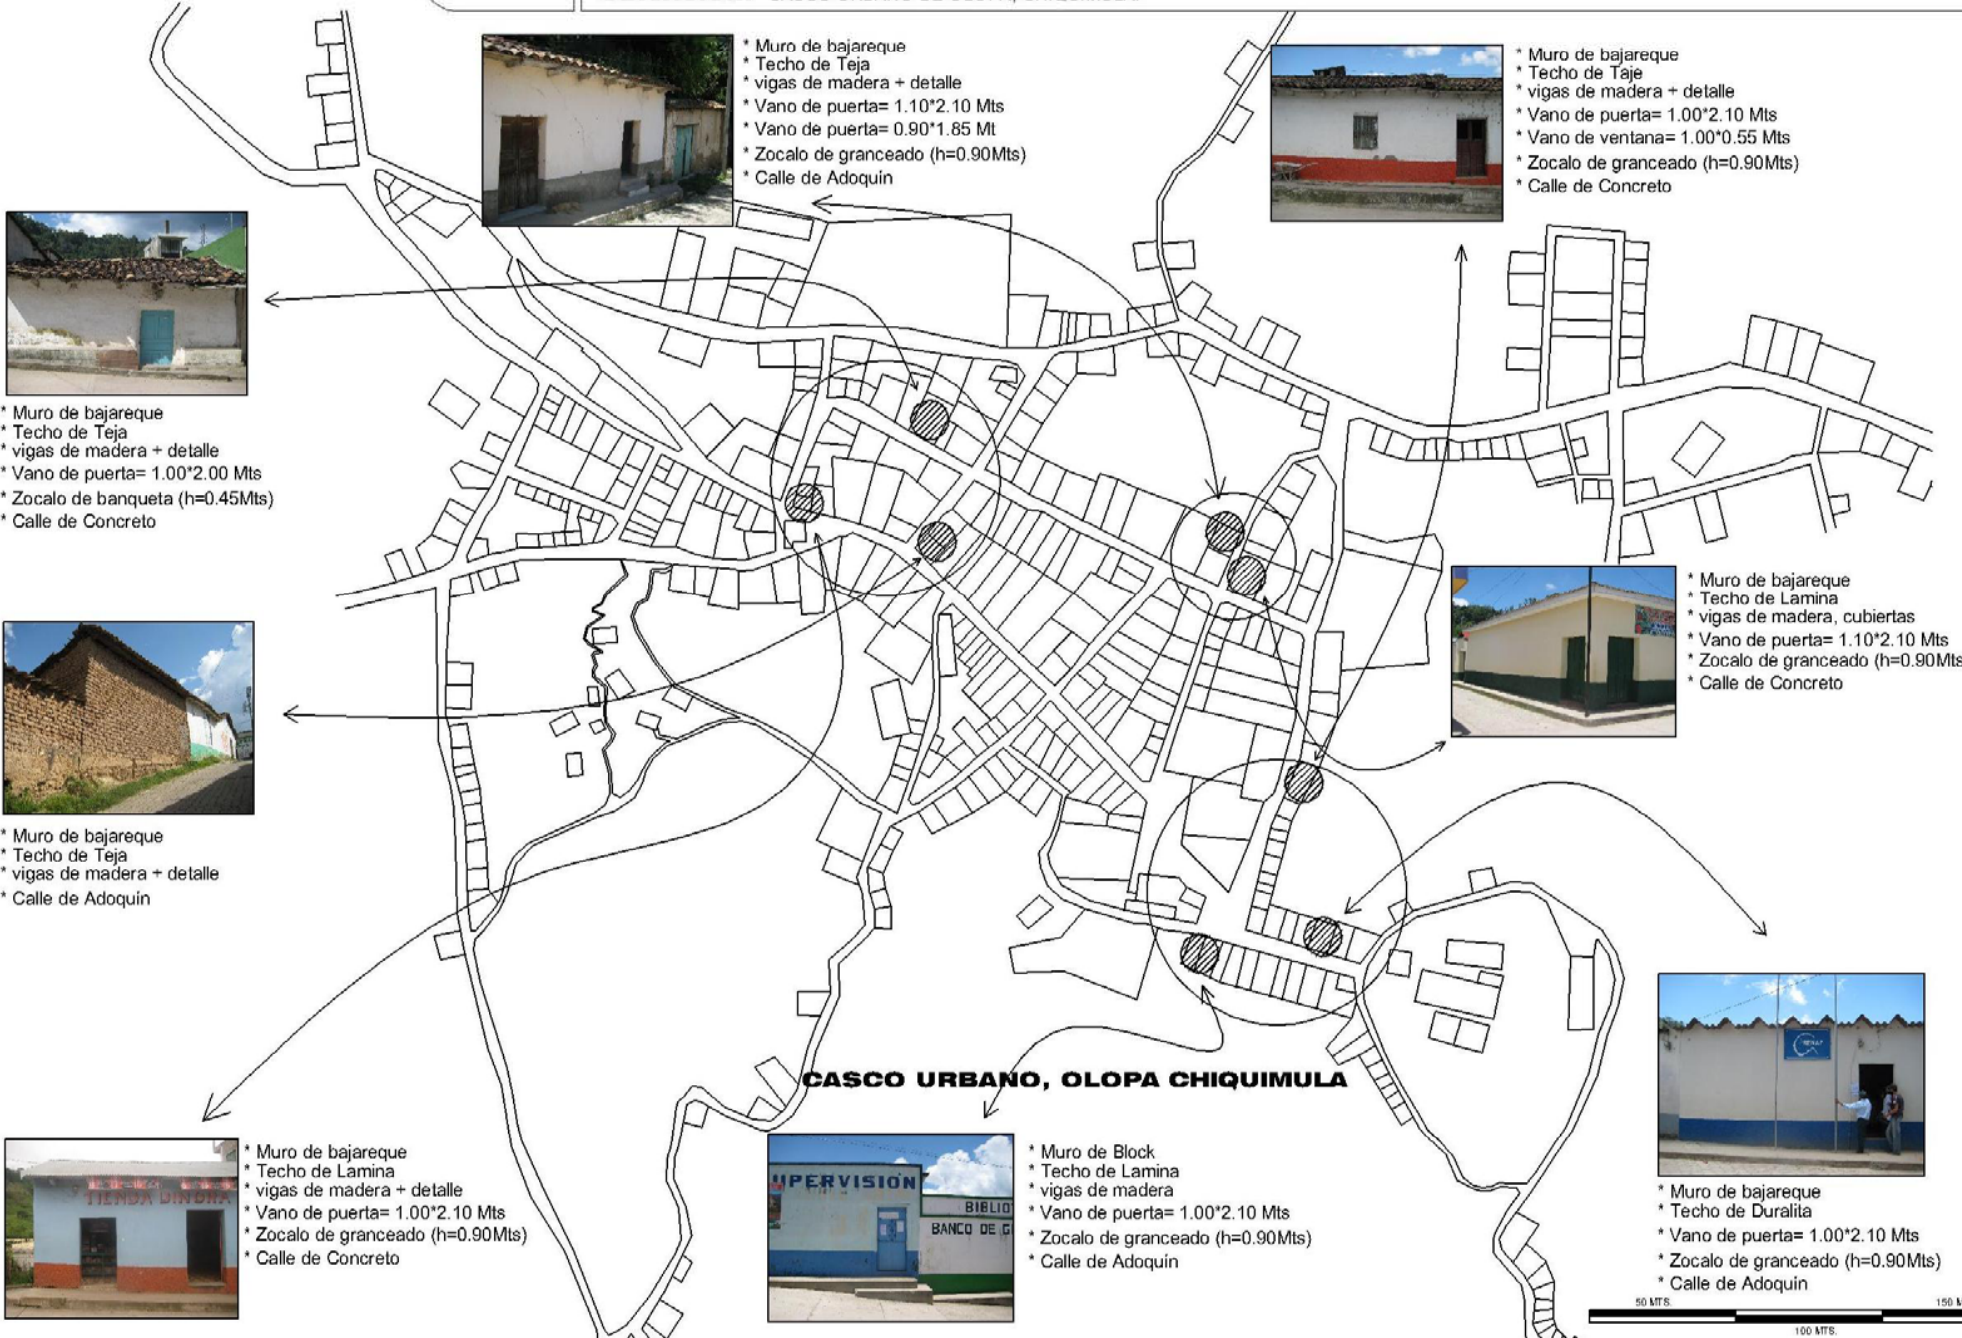 * Muro de bajareque
* Techo de Teja
* vigas de madera + detalle
* Vano de puerta= 1.10*2.10 Mts
* Vano de puerta= 0.90*1.85 Mt
* Zocalo de granceado (h=0.90Mts)
* Calle de Adoquin
* Muro de bajareque
* Techo de Taje
* vigas de madera + detalle
* Vano de puerta= 1.00*2.10 Mts
* Vano de ventana= 1.00*0.55 Mts
* Zocalo de granceado (h=0.90Mts)
* Calle de Concreto
* Muro de bajareque
* Techo de Teja
* vigas de madera + detalle
* Vano de puerta= 1.00*2.00 Mts
* Zocalo de banqueta (h=0.45Mts)
* Calle de Concreto
* Muro de bajareque
* Techo de Lamina
* vigas de madera, cubiertas
* Vano de puerta= 1.10*2.10 Mts
* Zocalo de granceado (h=0.90Mts
* Calle de Concreto
* Muro de bajareque
* Techo de Teja
* vigas de madera + detalle
* Calle de Adoquin
CASCO URBANO, OLOPA CHIQUIMULA
TIENDA DINORA
* Muro de bajareque
* Techo de Lamina
* vigas de madera + detalle
* Vano de puerta= 1.00*2.10 Mts
* Zocalo de granceado (h=0.90Mts)
* Calle de Concreto
UPERVISIÓN
BIBLIO
BANCO DE G
* Muro de Block
* Techo de Lamina
* vigas de madera
* Vano de puerta= 1.00*2.10 Mts
* Zocalo de granceado (h=0.90Mts)
* Calle de Adoquin
* Muro de bajareque
* Techo de Duralita
* Vano de puerta= 1.00*2.10 Mts
* Zocalo de granceado (h=0.90Mts)
* Calle de Adoquin
50 MTS.
150 M
100 MTS.